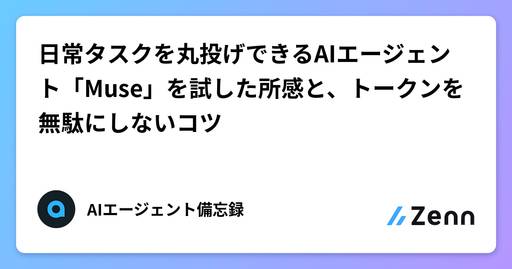 日常タスクを丸投げできるAIエージェン
ト「Muse」を試した所感と、トークンを
無駄にしないコツ
AIエージェント備忘録
Zenn